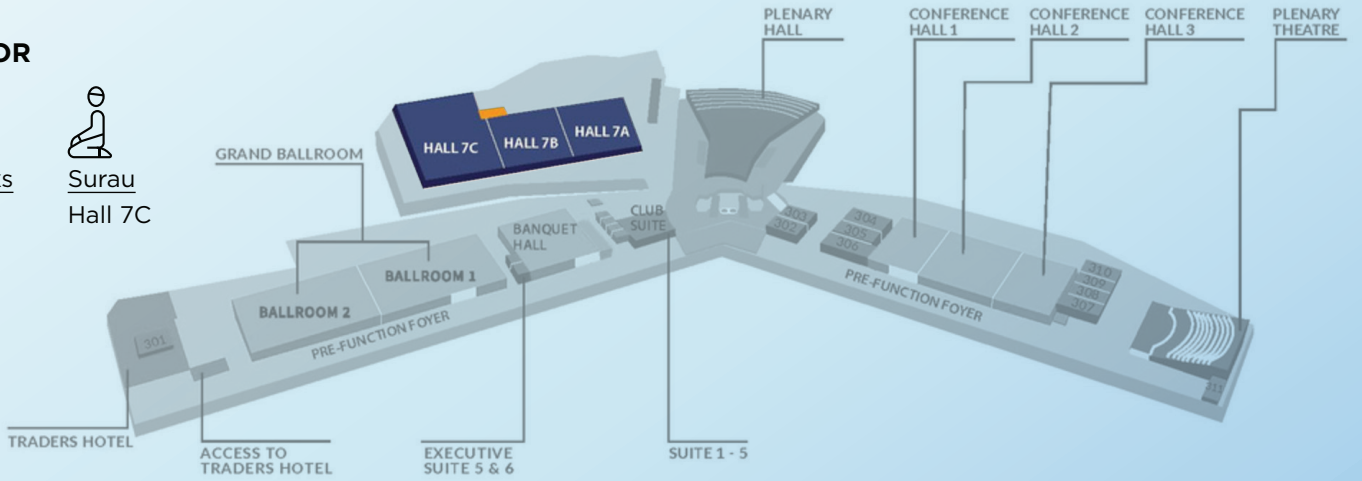 OR
PLENARY
HALL
CONFERENCE
HALL 1
CONFERENCE
HALL 2
CONFERENCE
HALL 3
PLENARY
THEATRE
Surau
Hall 7C
GRAND BALLROOM
HALL 7C
HALL 7B
HALL 7A
CLUB
SUITE
BANQUET
HALL
BALLROOM 1
BALLROOM 2
PRE-FUNCTION FOYER
301
303
302
304
305
306
PRE-FUNCTION FOYER
310
309
308
307
311
TRADERS HOTEL
ACCESS TO
TRADERS HOTEL
EXECUTIVE
SUITE 5 & 6
SUITE 1 - 5